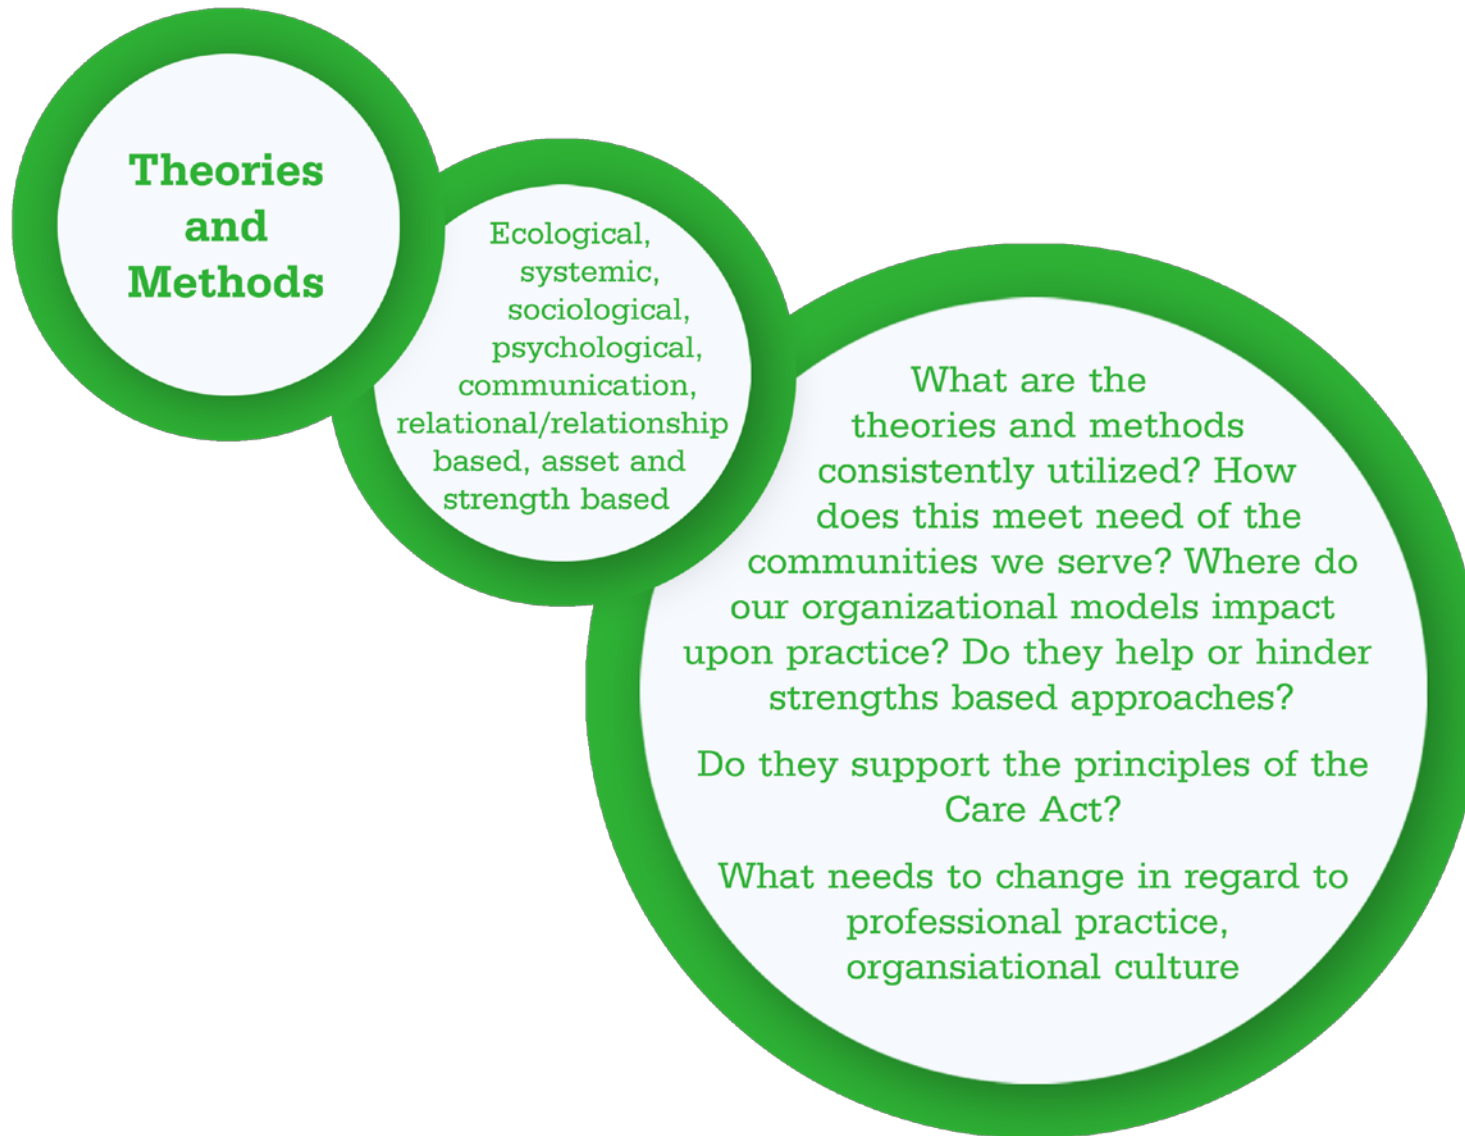 Theories
and
Methods
Ecological,
systemic,
sociological,
psychological,
communication,
relational/relationship
based, asset and
strength based
What are the
theories and methods
consistently utilized? How
does this meet need of the
communities we serve? Where do
our organizational models impact
upon practice? Do they help or hinder
strengths based approaches?
Do they support the principles of the
Care Act?
What needs to change in regard to
professional practice,
organsiational culture